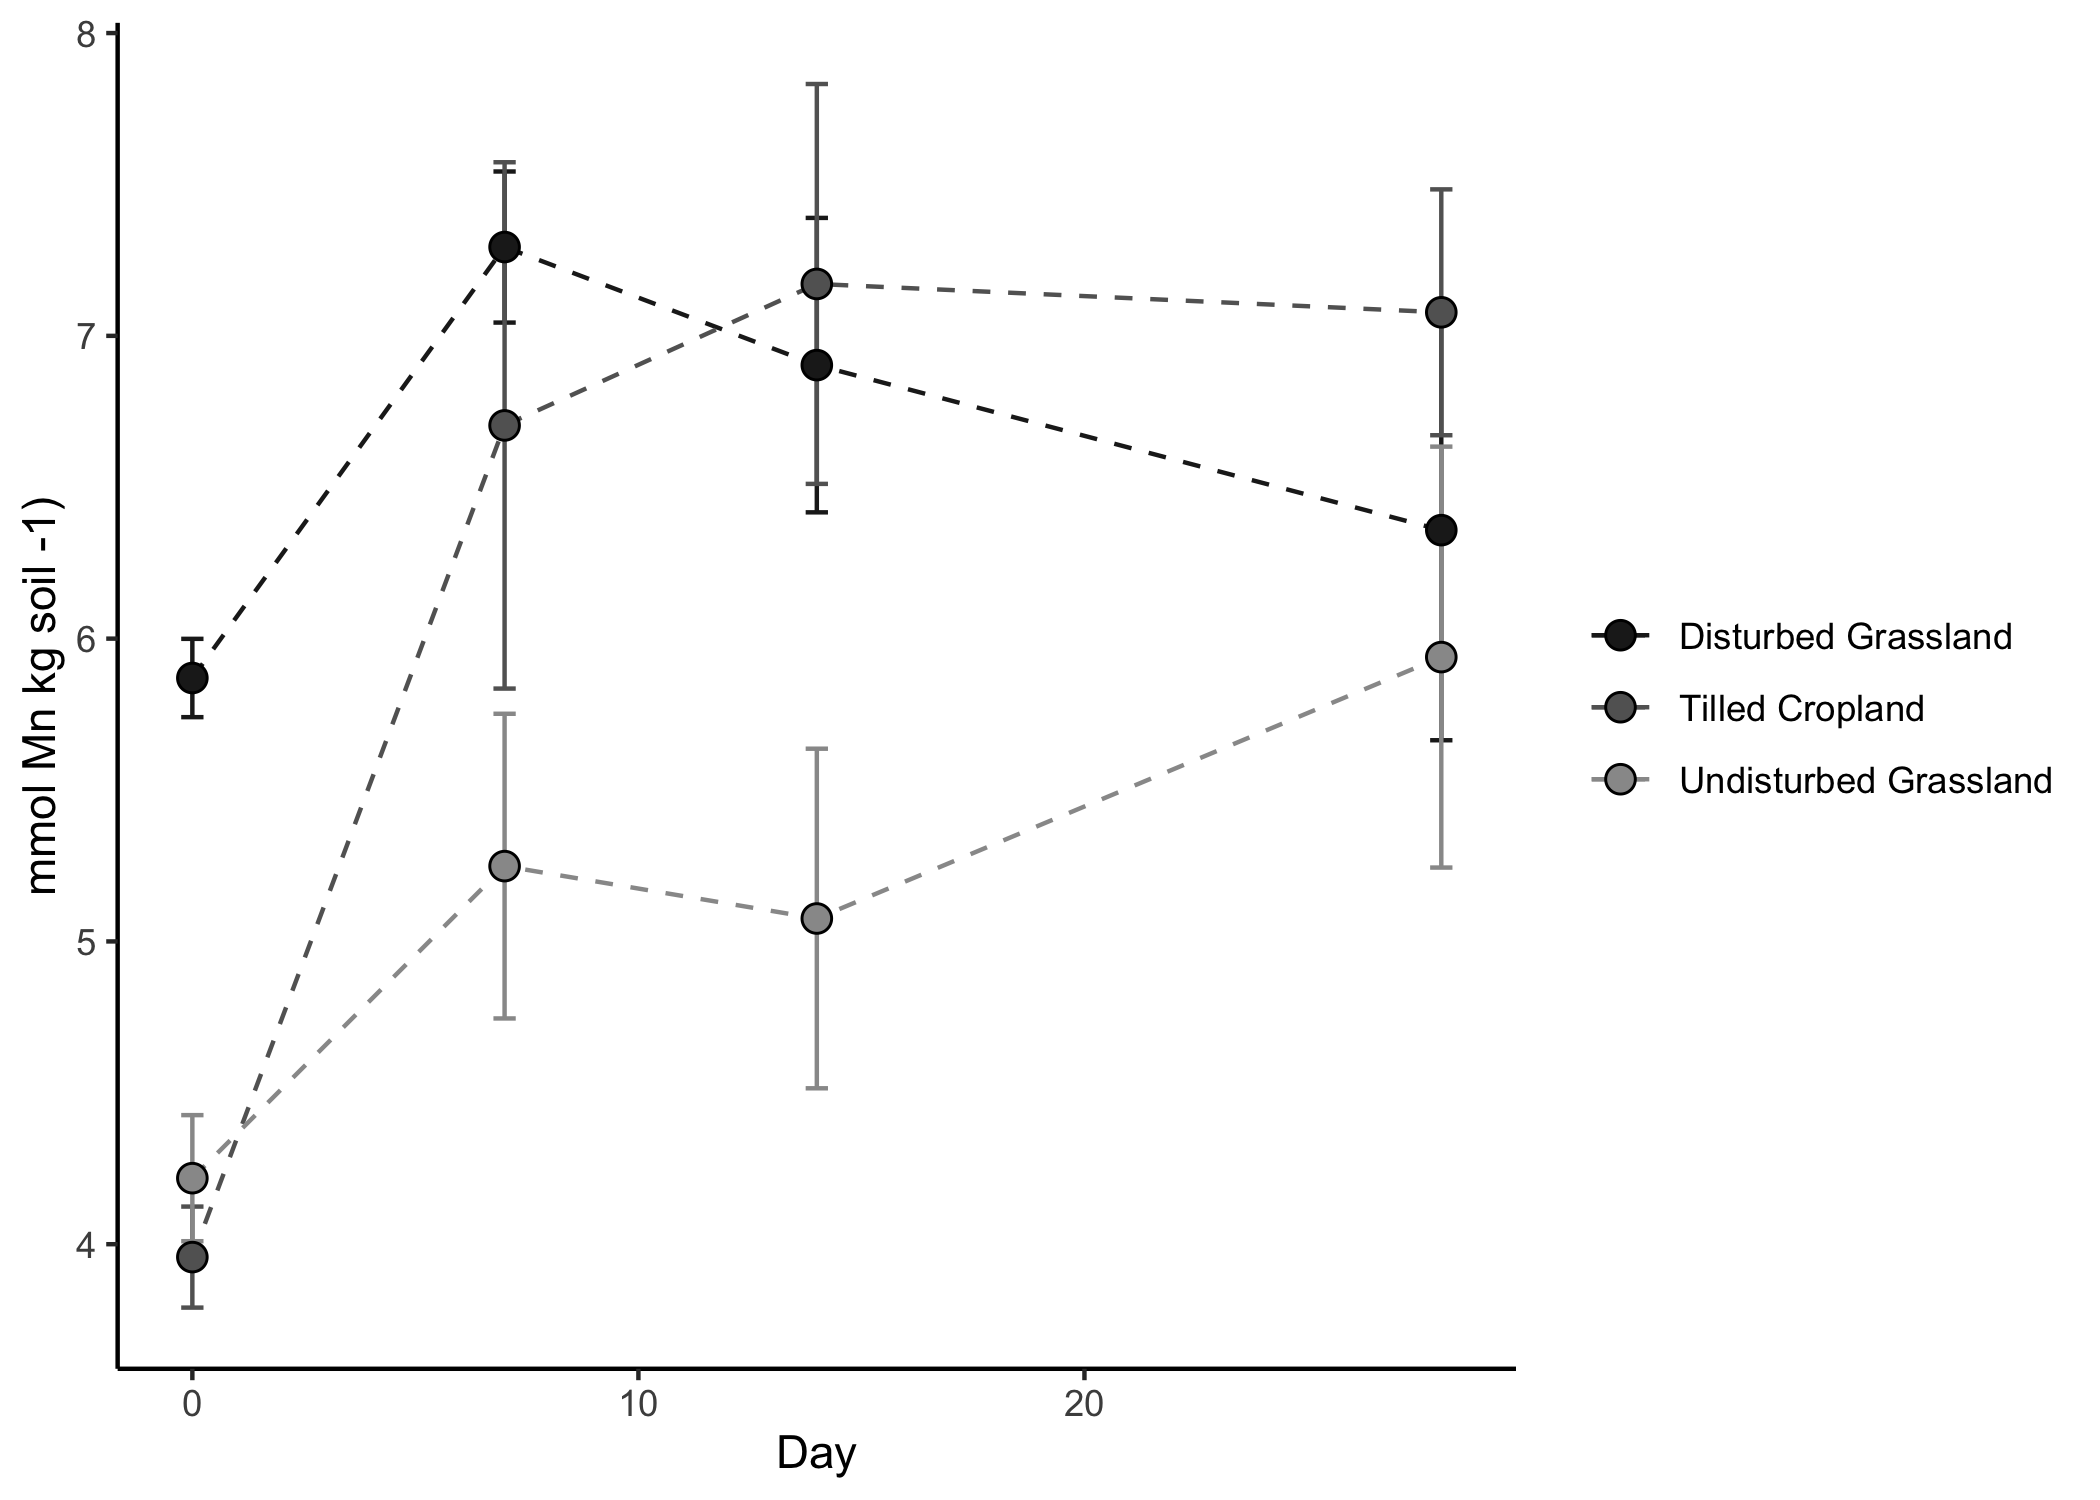 8
7
6
5
4
mmol Mn kg soil -1)
0
10
20
Day
Disturbed Grassland
Tilled Cropland
Undisturbed Grassland